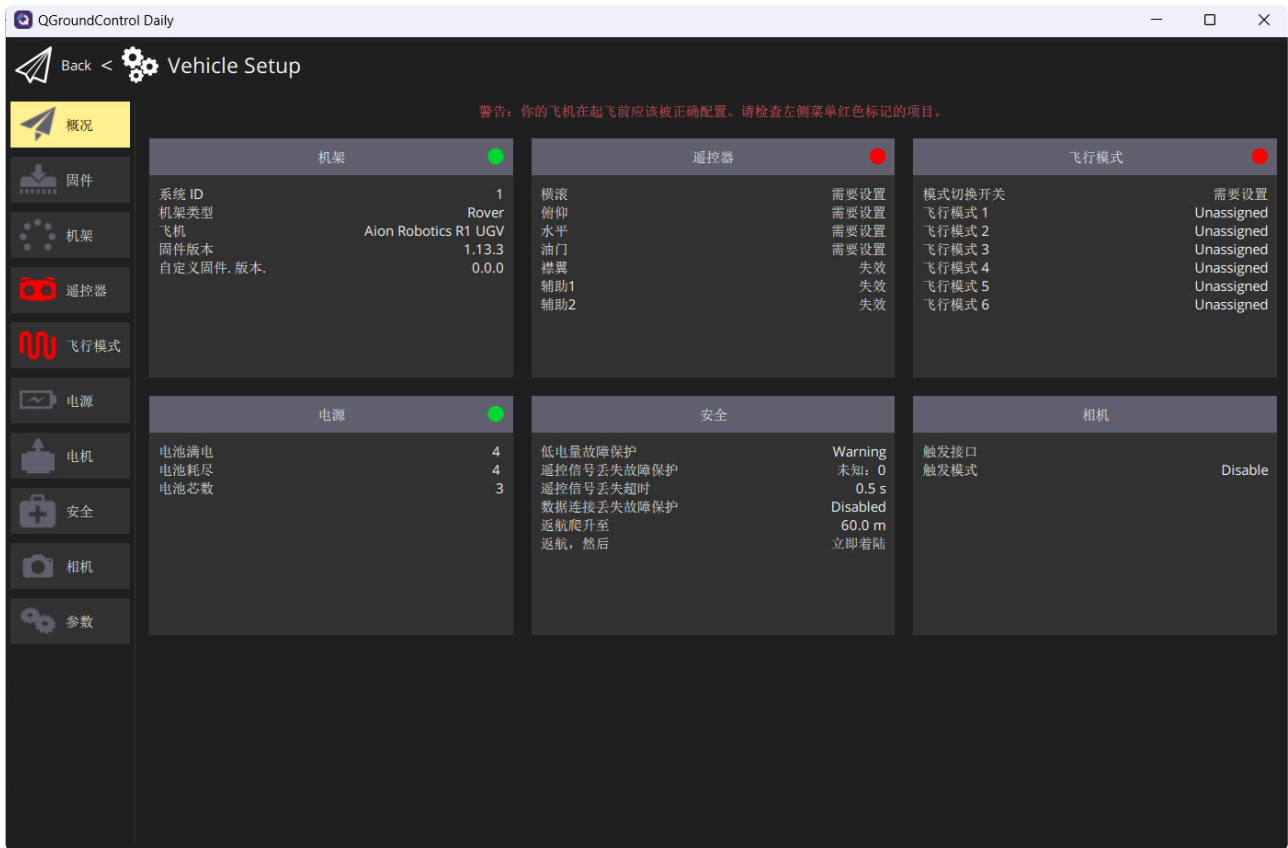 QGroundControl Daily
Back < Vehicle Setup
警告：你的飞机在起飞前应该被正确配置。请检查左侧菜单红色标记的项目。
概况
固件
机架
遥控器
飞行模式
电源
电机
安全
相机
参数
机架
系统 ID 1
机架类型 Rover
飞机 Aion Robotics R1 UGV
固件版本 1.13.3
自定义固件. 版本. 0.0.0
遥控器
横滚 需要设置
俯仰 需要设置
水平 需要设置
油门 需要设置
襟翼 失效
辅助1 失效
辅助2 失效
飞行模式
模式切换开关 需要设置
飞行模式 1 Unassigned
飞行模式 2 Unassigned
飞行模式 3 Unassigned
飞行模式 4 Unassigned
飞行模式 5 Unassigned
飞行模式 6 Unassigned
电源
电池满电 4
电池耗尽 4
电池芯数 3
安全
低电量故障保护 Warning
遥控信号丢失故障保护 未知：0
遥控信号丢失超时 0.5 s
数据连接丢失故障保护 Disabled
返航爬升至 60.0 m
返航，然后 立即着陆
相机
触发接口
触发模式 Disable